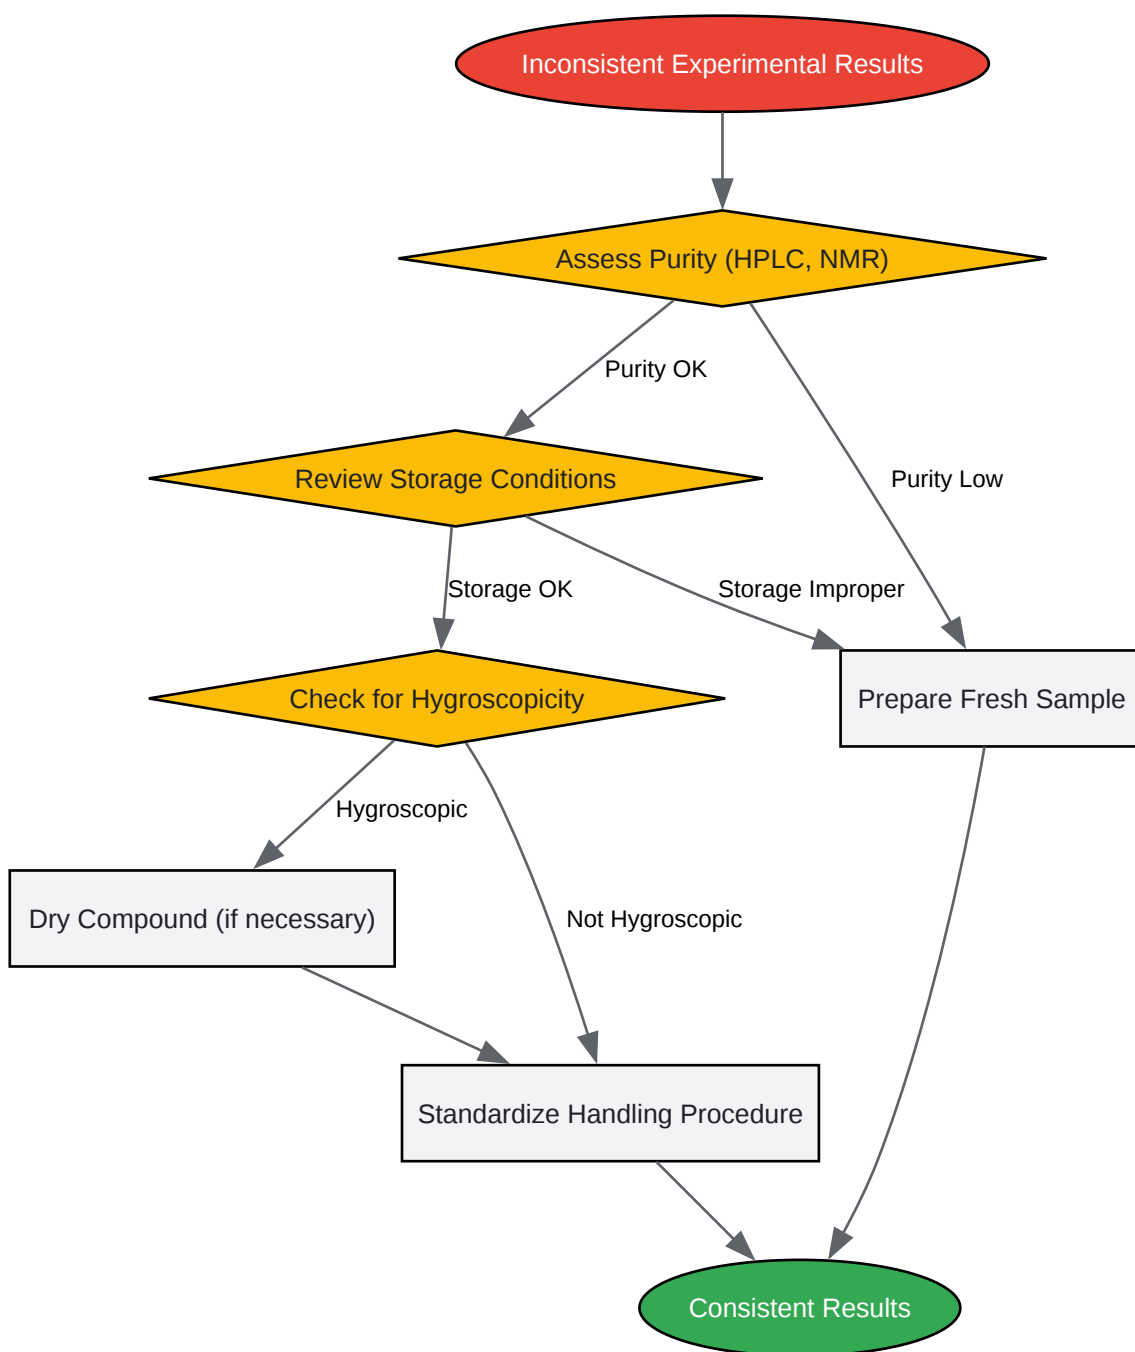 Inconsistent Experimental Results
Assess Purity (HPLC, NMR)
Purity OK
Review Storage Conditions
Purity Low
Storage OK
Storage Improper
Check for Hygroscopicity
Prepare Fresh Sample
Hygroscopic
Dry Compound (if necessary)
Not Hygroscopic
Standardize Handling Procedure
Consistent Results